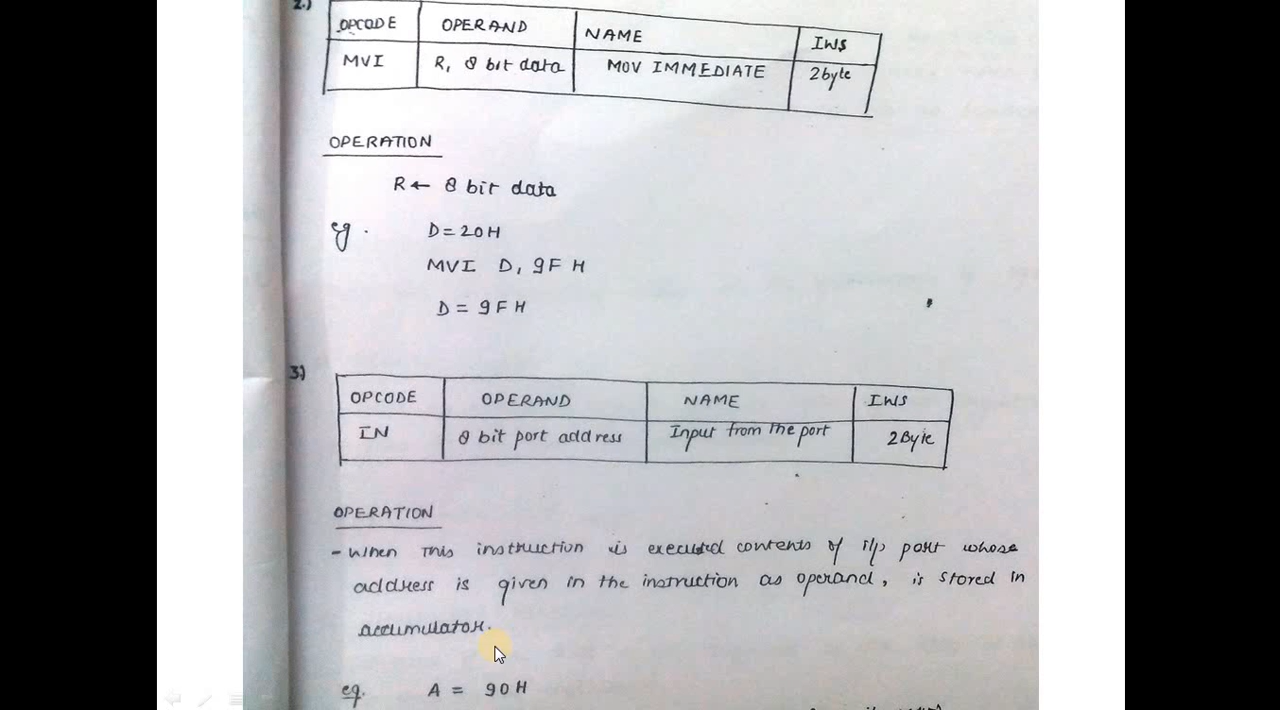 2.)
OPCODE OPERAND NAME IWS
MVI R, 8 bit data MOV IMMEDIATE 2byte
OPERATION
R ← 8 bit data
eg. D = 20H
MVI D, 9F H
D = 9F H
3)
OPCODE OPERAND NAME IWS
IN 8 bit port address Input from the port 2Byte
OPERATION
- When this instruction is executed contents of i/p port whose
address is given in the instruction as operand, is stored in
accumulator.
eg. A = 90H